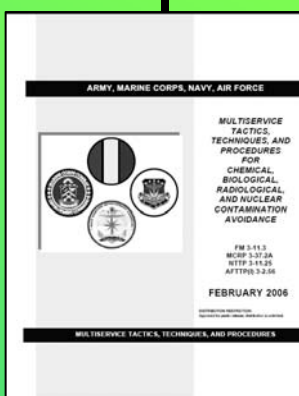 ARMY, MARINE CORPS, NAVY, AIR FORCE
MULTISERVICE
TACTICS,
TECHNIQUES, AND
PROCEDURES
FOR
CHEMICAL,
BIOLOGICAL,
RADIOLOGICAL,
AND NUCLEAR
CONTAMINATION
AVOIDANCE
FM 3-11.3
MCRP 3-37.2A
NTTP 3-11.25
AFTTP(I) 3-2.56
FEBRUARY 2006
MULTISERVICE TACTICS, TECHNIQUES, AND PROCEDURES